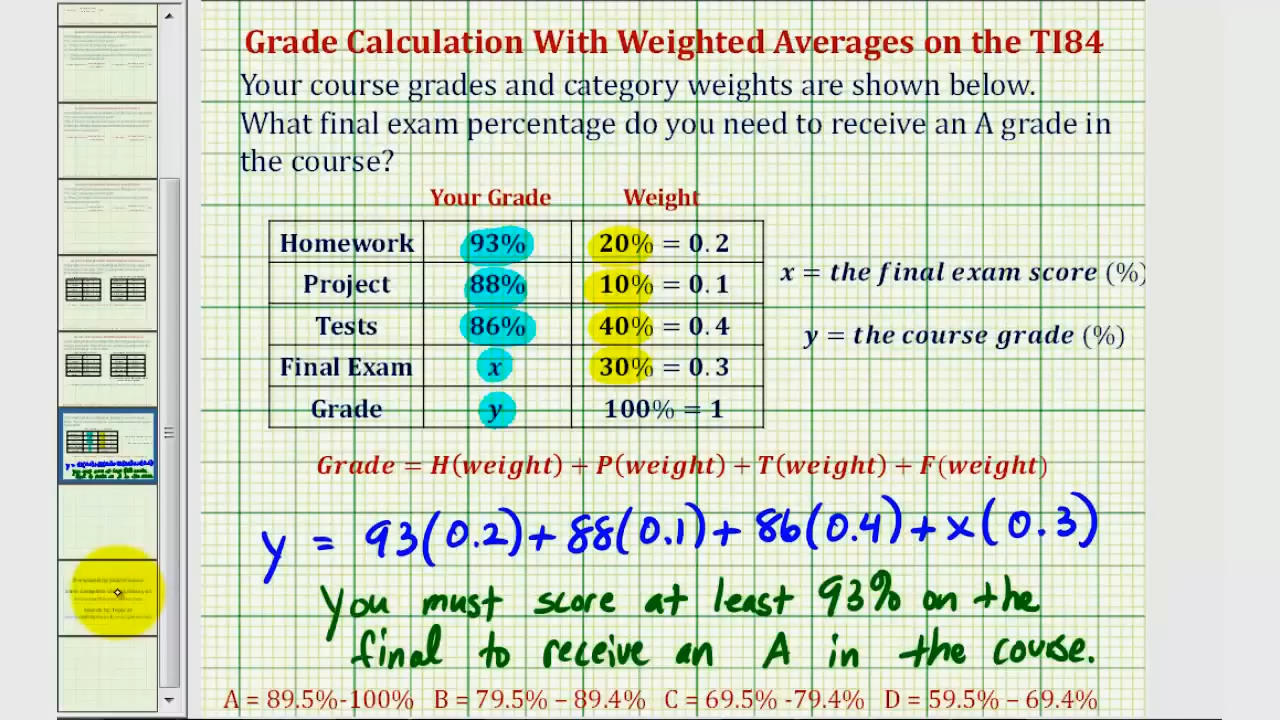 Grade Calculation With Weighted Averages on the TI84
Your course grades and category weights are shown below.
What final exam percentage do you need to receive an A grade in
the course?
Your Grade Weight
Homework 93% 20% = 0.2
Project 88% 10% = 0.1
Tests 86% 40% = 0.4
Final Exam x 30% = 0.3
Grade y 100% = 1
x = the final exam score (%)
y = the course grade (%)
Grade = H(weight) + P(weight) + T(weight) + F(weight)
y = 93(0.2) + 88(0.1) + 86(0.4) + x(0.3)
You must score at least 93% on the
final to receive an A in the course.
A = 89.5%-100% B = 79.5% – 89.4% C = 69.5% -79.4% D = 59.5% – 69.4%